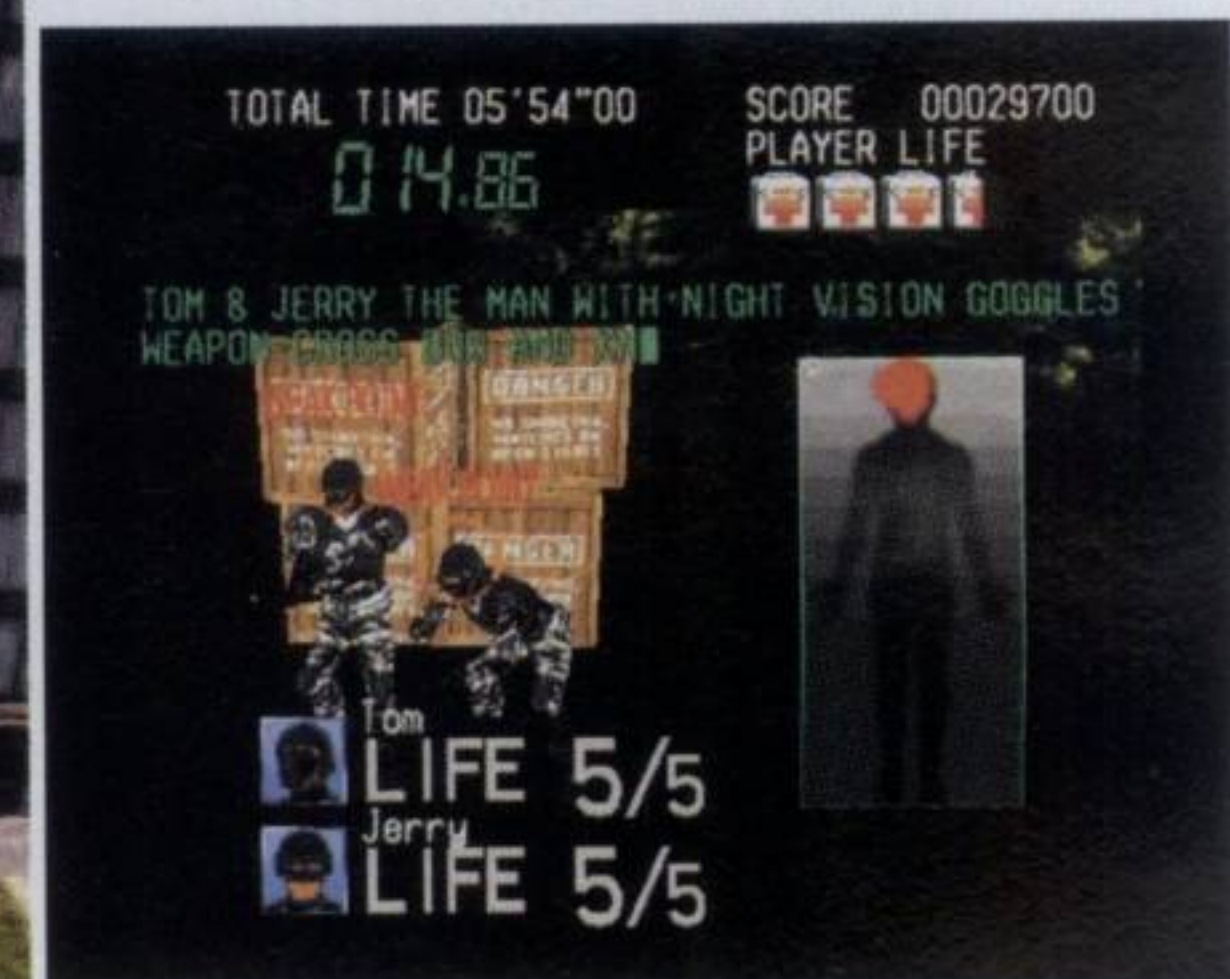 TOTAL TIME 05'54"00
014.86
SCORE 00029700
PLAYER LIFE
TOM & JERRY THE MAN WITH NIGHT VISION GOGGLES
WEAPON
DANGER
Tom
LIFE 5/5
Jerry
LIFE 5/5